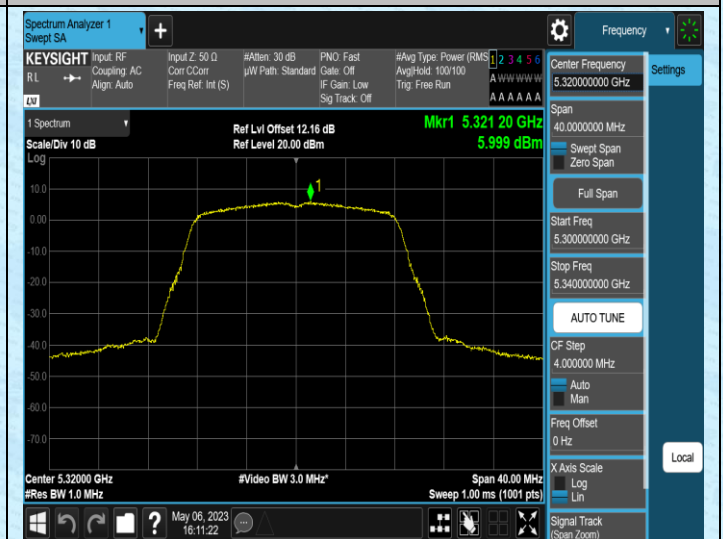 Spectrum Analyzer 1
Swept SA
Frequency
KEYSIGHT
R L
LXI
Input: RF
Coupling: AC
Align: Auto
Input Z: 50 Ω
Corr CCorr
Freq Ref: Int (S)
#Atten: 30 dB
µW Path: Standard
PNO: Fast
Gate: Off
IF Gain: Low
Sig Track: Off
#Avg Type: Power (RMS
Avg|Hold: 100/100
Trig: Free Run
1 2 3 4 5 6
A W W W W W
A A A A A A
Center Frequency
5.320000000 GHz
Settings
Span
40.0000000 MHz
Swept Span
Zero Span
Full Span
Start Freq
5.300000000 GHz
Stop Freq
5.340000000 GHz
AUTO TUNE
CF Step
4.000000 MHz
Auto
Man
Freq Offset
0 Hz
X Axis Scale
Log
Lin
Signal Track
(Span Zoom)
Local
1 Spectrum
Scale/Div 10 dB
Log
Ref Lvl Offset 12.16 dB
Ref Level 20.00 dBm
Mkr1 5.321 20 GHz
5.999 dBm
1
10.0
0.00
-10.0
-20.0
-30.0
-40.0
-50.0
-60.0
-70.0
Center 5.32000 GHz
#Res BW 1.0 MHz
#Video BW 3.0 MHz*
Span 40.00 MHz
Sweep 1.00 ms (1001 pts)
?
May 06, 2023
16:11:22